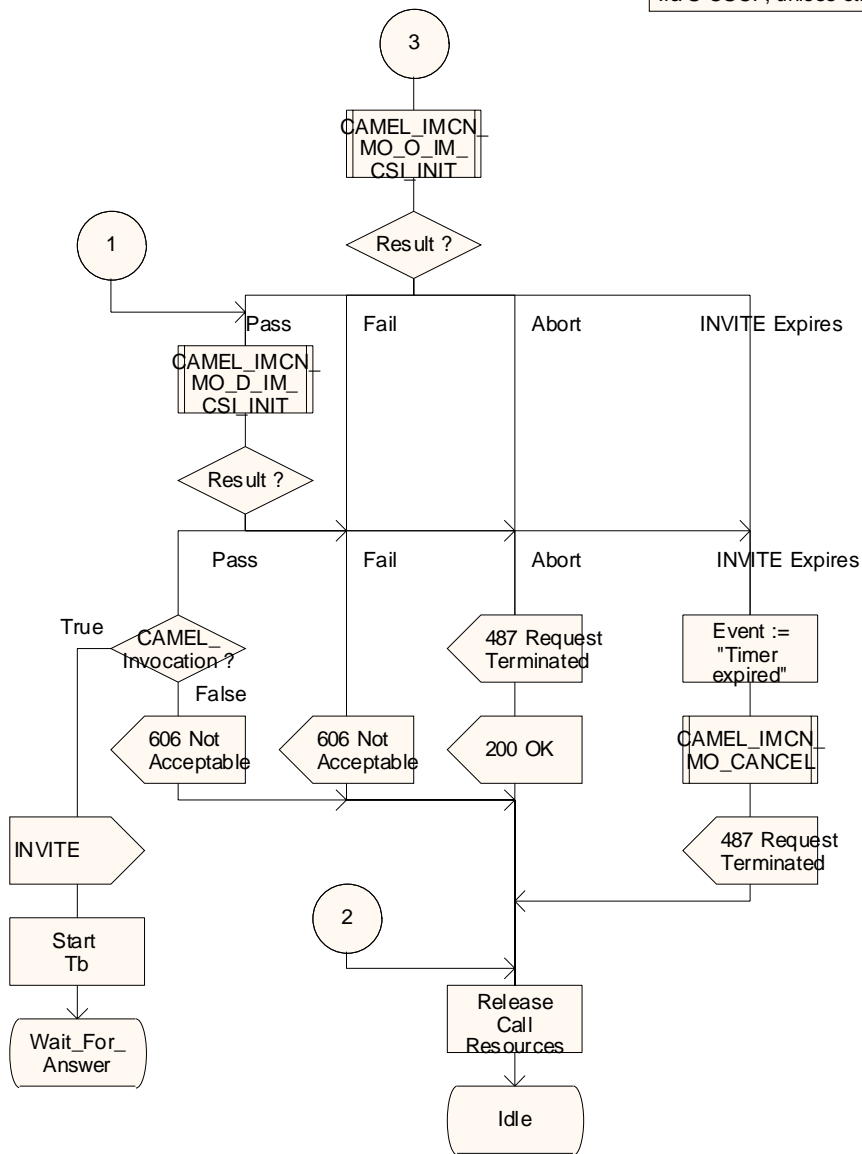 3
CAMEL_IMCN_
MO_O_IM_
CSI_INIT
Result ?
1
Pass
Fail
Abort
INVITE Expires
CAMEL_IMCN_
MO_D_IM_
CSI_INIT
Result ?
Pass
Fail
Abort
INVITE Expires
True
CAMEL_
Invocation ?
False
487 Request
Terminated
Event :=
"Timer
expired"
606 Not
Acceptable
606 Not
Acceptable
200 OK
CAMEL_IMCN_
MO_CANCEL
INVITE
487 Request
Terminated
2
Start
Tb
Release
Call
Resources
Wait_For_
Answer
Idle